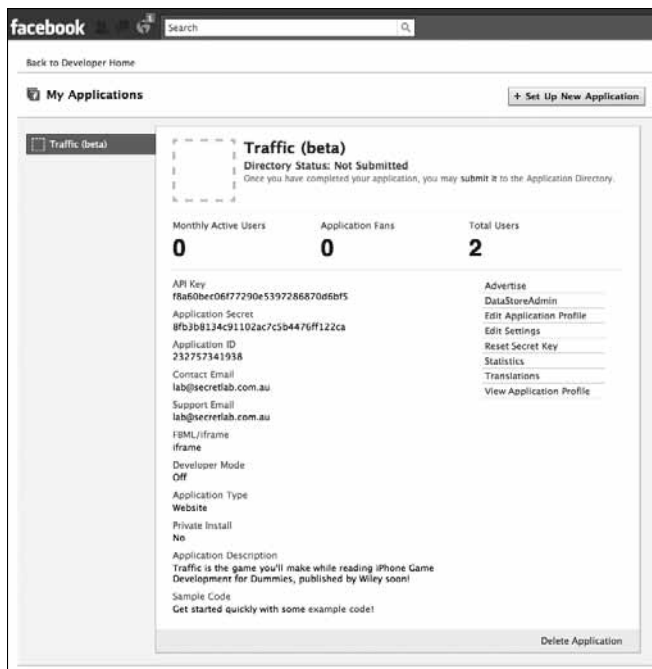 facebook
1
Search
Back to Developer Home
My Applications
+ Set Up New Application
Traffic (beta)
Traffic (beta)
Directory Status: Not Submitted
Once you have completed your application, you may submit it to the Application Directory.
Monthly Active Users
0
Application Fans
0
Total Users
2
API Key
f8a60bec06f77290e5397286870d6bf5
Application Secret
8fb3b8134c91102ac7c5b4476ff122ca
Application ID
232757341938
Contact Email
lab@secretlab.com.au
Support Email
lab@secretlab.com.au
FBML/iframe
iframe
Developer Mode
Off
Application Type
Website
Private Install
No
Application Description
Traffic is the game you'll make while reading iPhone Game
Development for Dummies, published by Wiley soon!
Sample Code
Get started quickly with some example code!
Advertise
DataStoreAdmin
Edit Application Profile
Edit Settings
Reset Secret Key
Statistics
Translations
View Application Profile
Delete Application